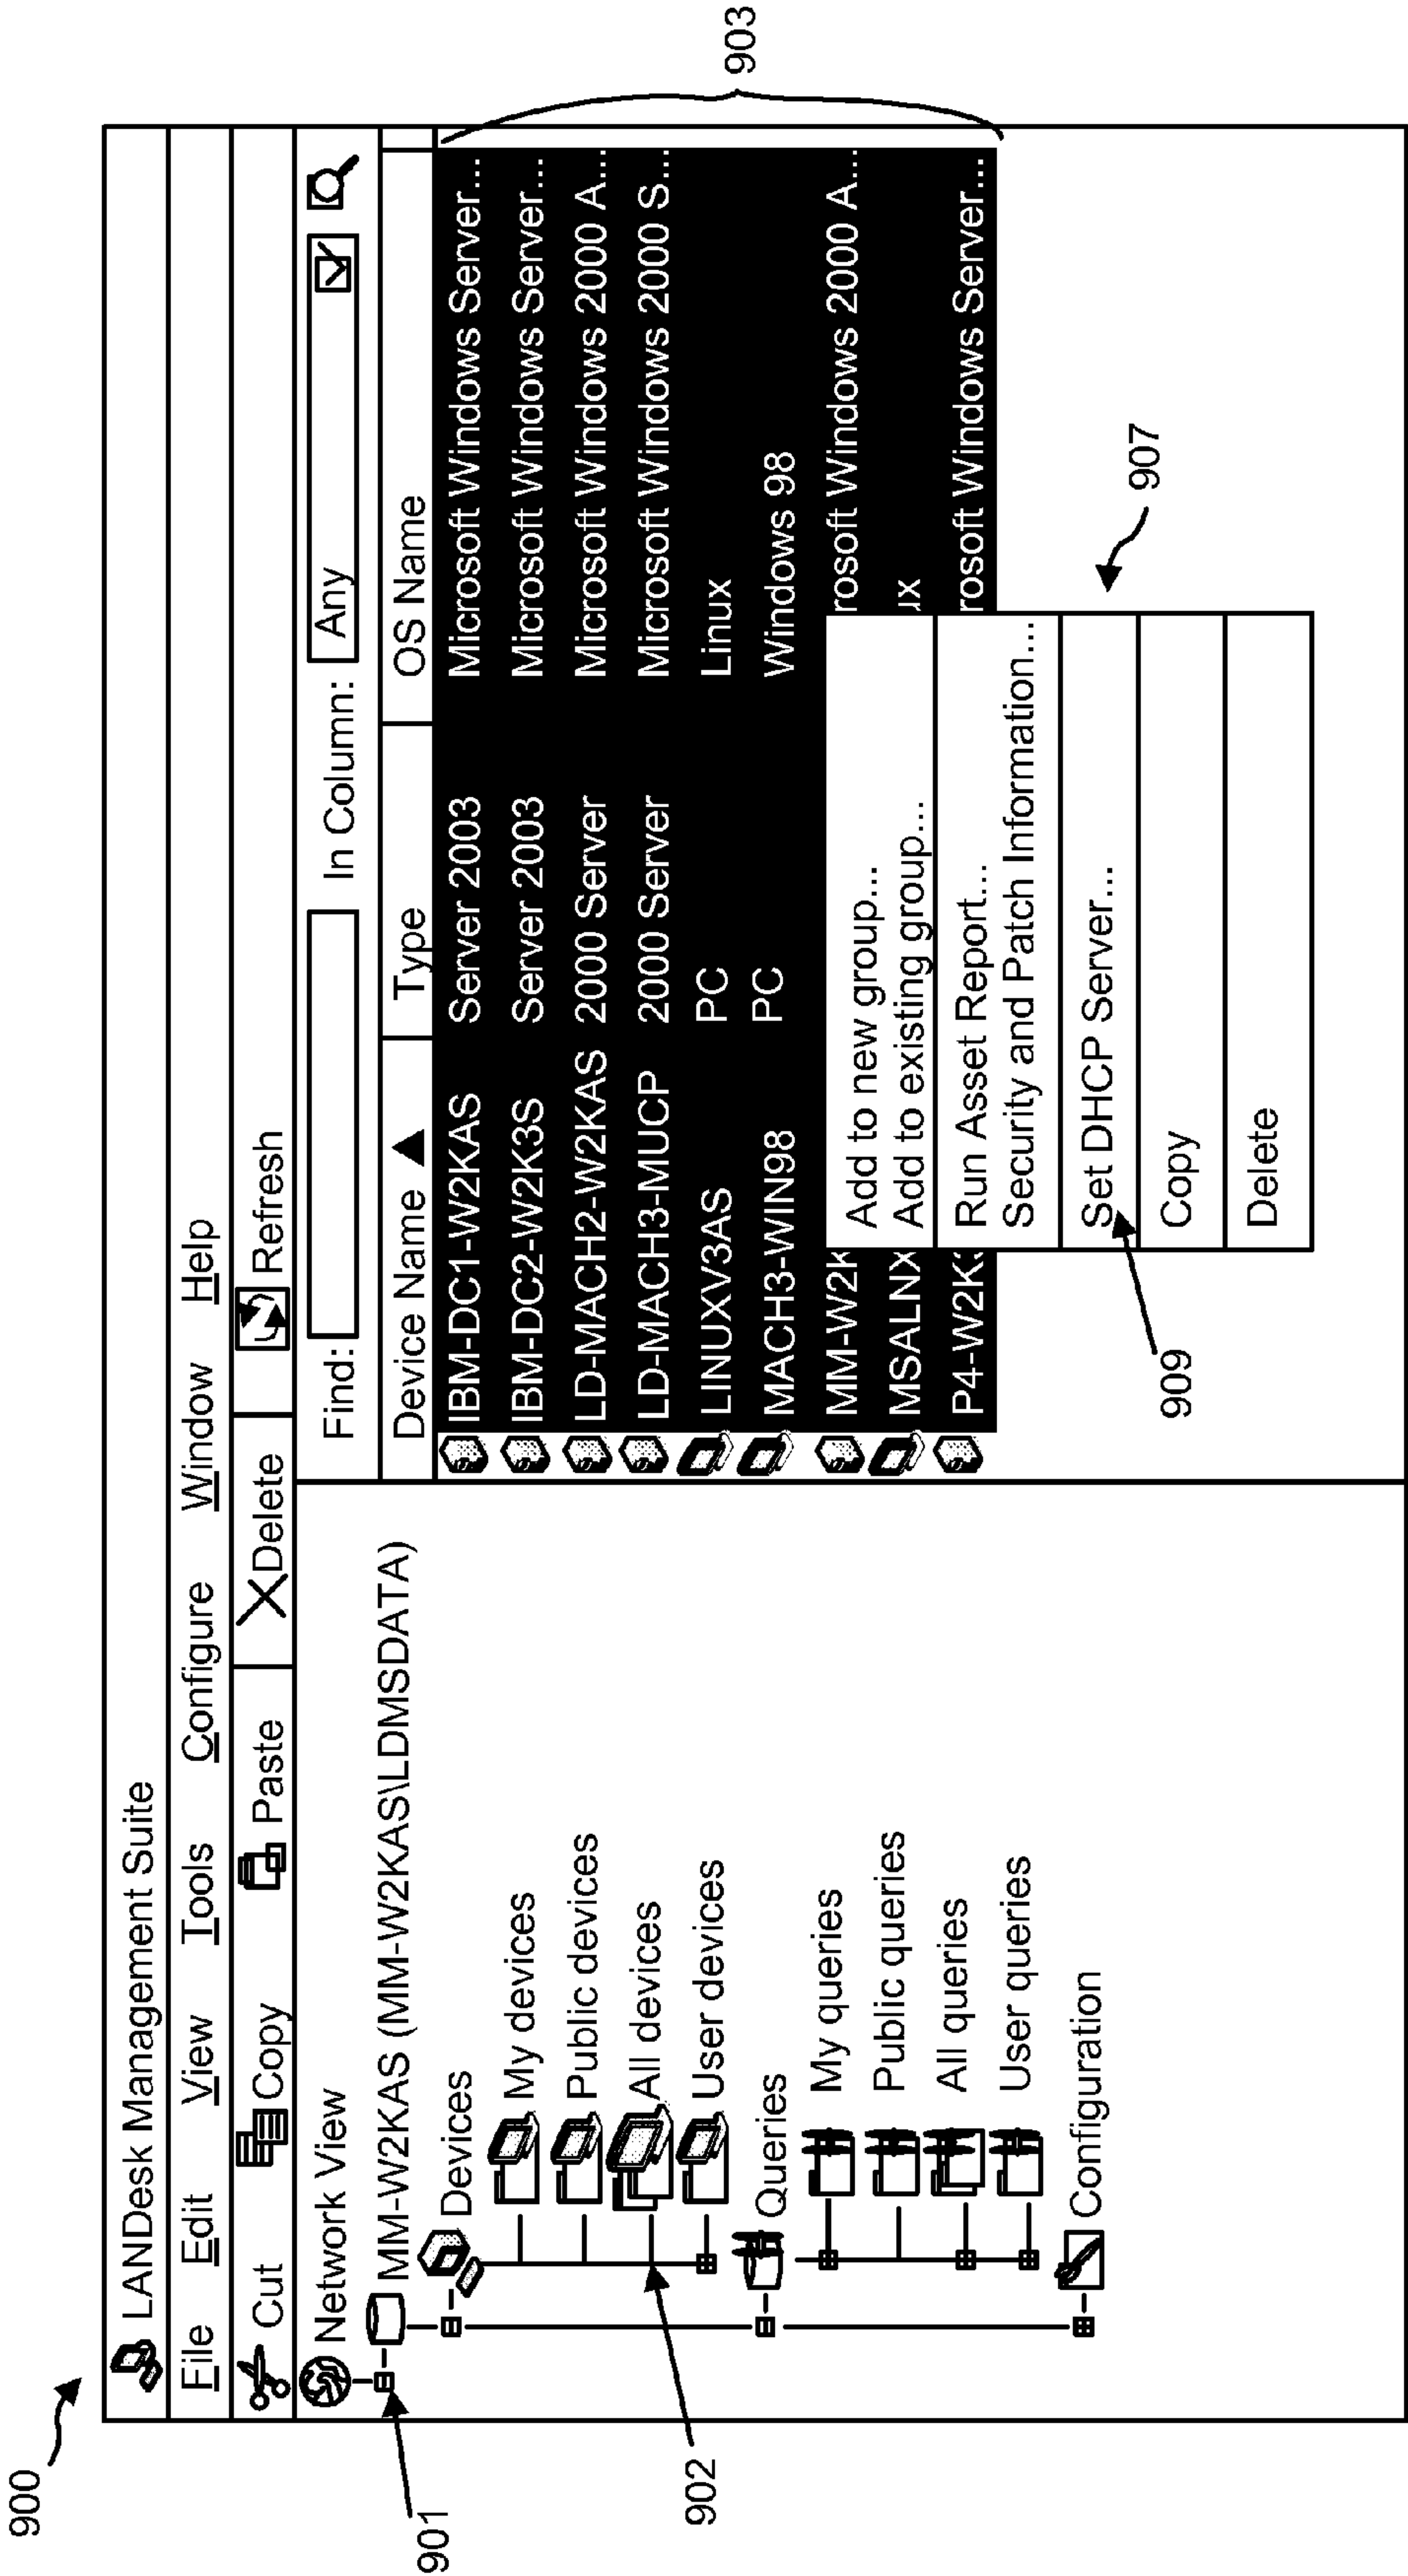 900
LANDesk Management Suite
File Edit View Tools Configure Window Help
Cut Copy Paste Delete Refresh
Network View
Find: In Column: Any
901
MM-W2KAS (MM-W2KAS\LDMSDATA)
Devices
My devices
Public devices
All devices
User devices
902
Queries
My queries
Public queries
All queries
User queries
Configuration
Device Name Type OS Name
IBM-DC1-W2KAS Server 2003 Microsoft Windows Server...
IBM-DC2-W2K3S Server 2003 Microsoft Windows Server...
LD-MACH2-W2KAS 2000 Server Microsoft Windows 2000 A...
LD-MACH3-MUCP 2000 Server Microsoft Windows 2000 S...
LINUXV3AS PC Linux
MACH3-WIN98 PC Windows 98
MM-W2K rosoft Windows 2000 A...
MSALNX ux
P4-W2K3 rosoft Windows Server...
903
Add to new group...
Add to existing group...
Run Asset Report...
Security and Patch Information...
Set DHCP Server...
Copy
Delete
907
909